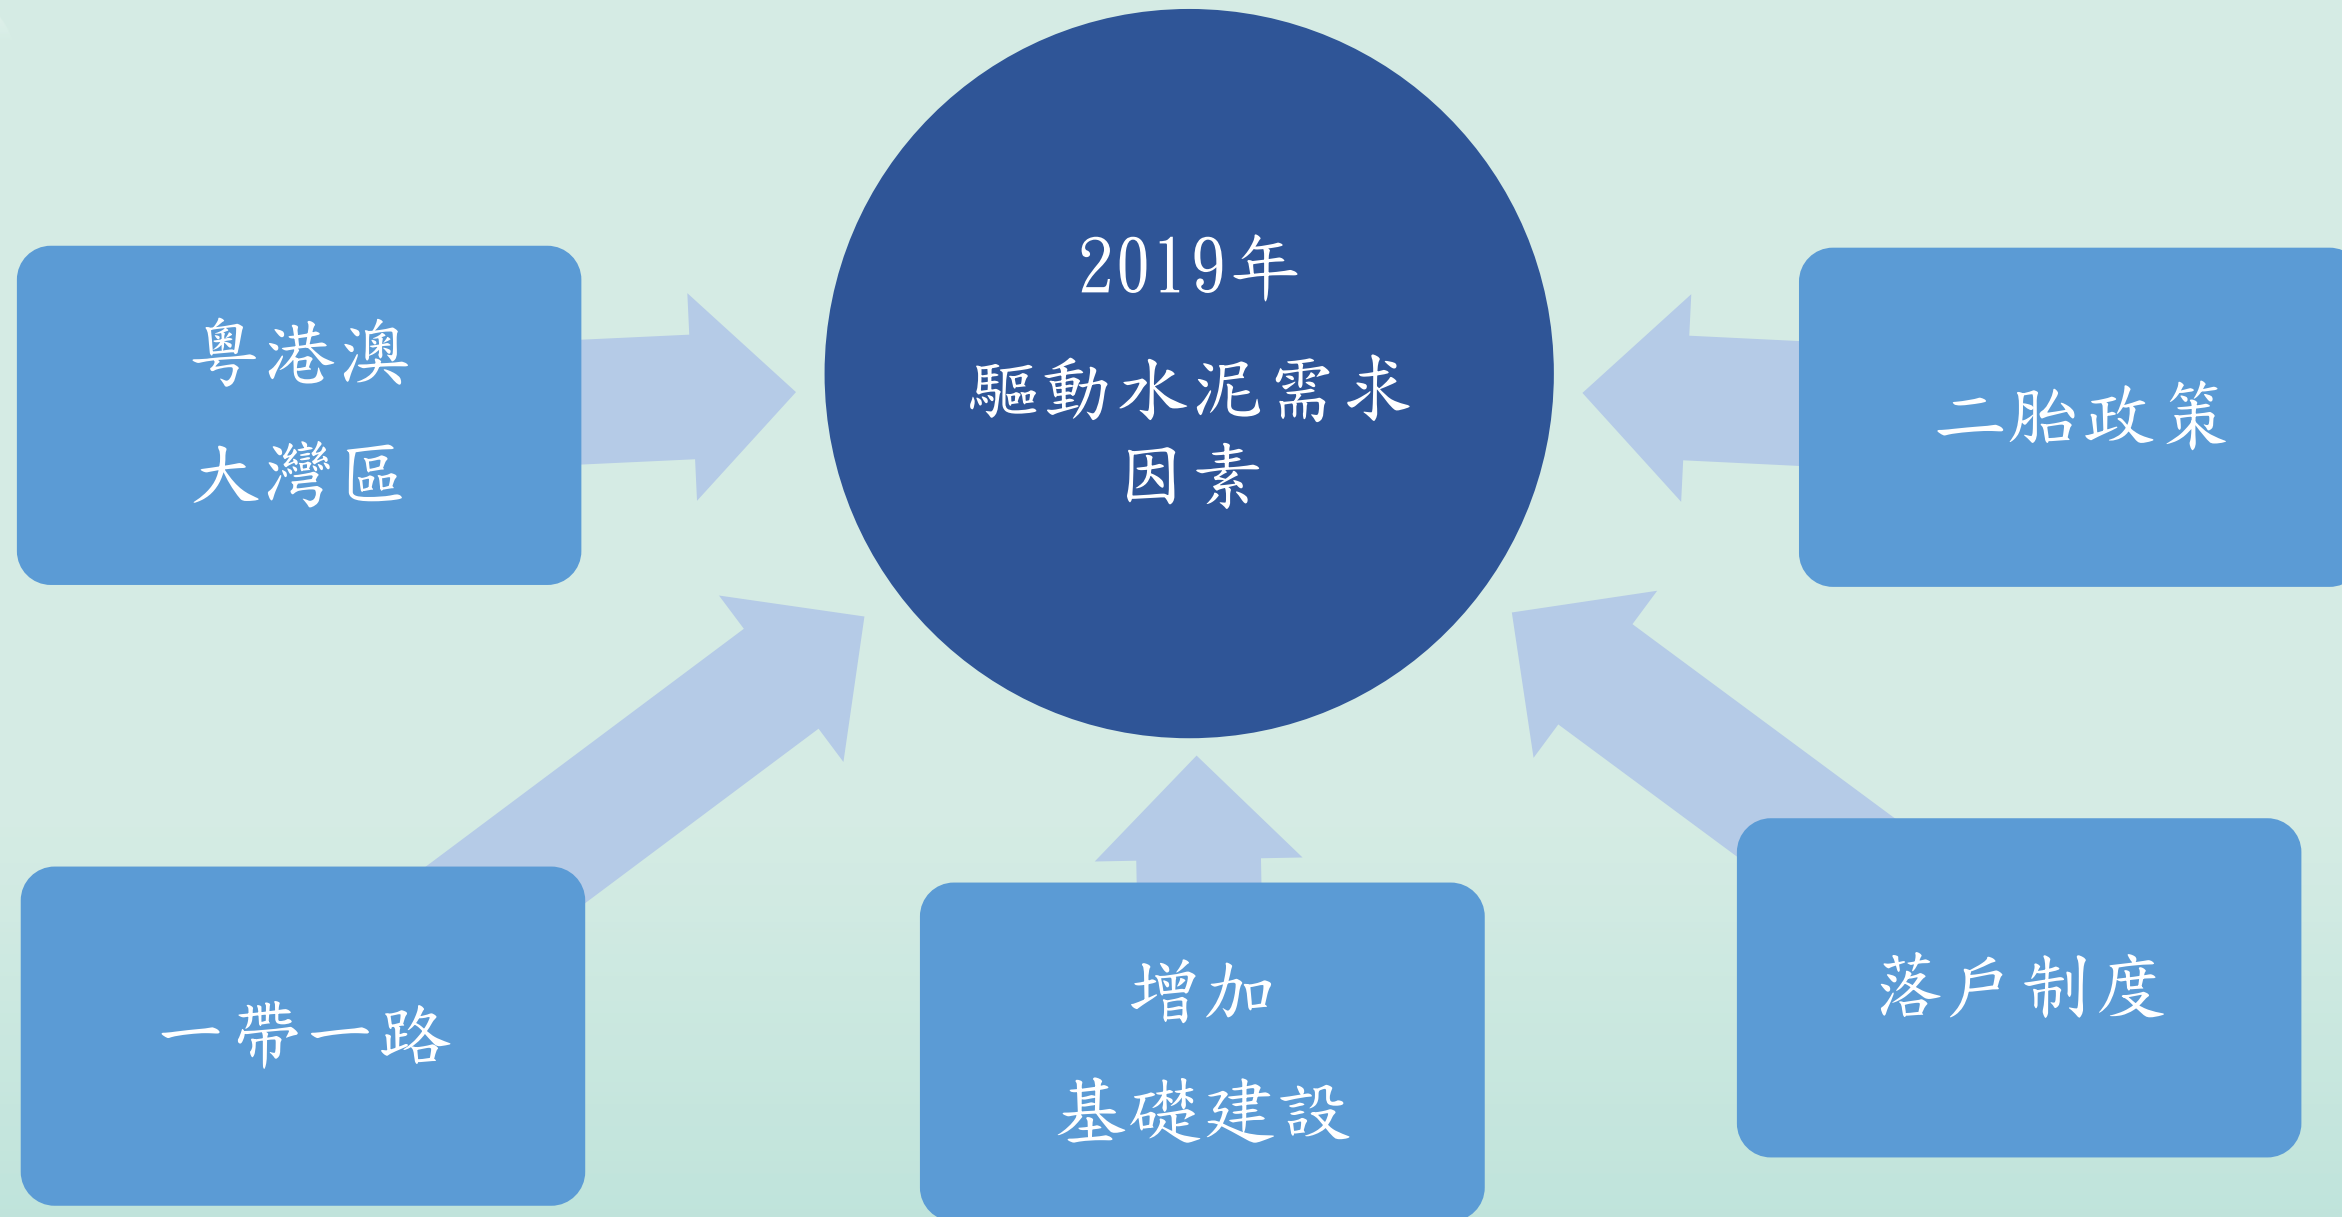 2019年
驅動水泥需求
因素
粵港澳
大灣區
二胎政策
一帶一路
增加
基礎建設
落戶制度